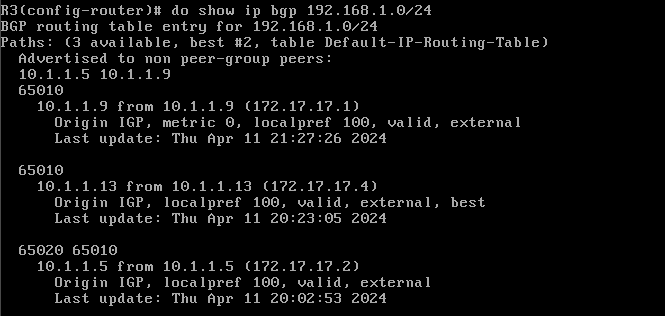 R3(config-router)# do show ip bgp 192.168.1.0/24
BGP routing table entry for 192.168.1.0/24
Paths: (3 available, best #2, table Default-IP-Routing-Table)
  Advertised to non peer-group peers:
  10.1.1.5 10.1.1.9
  65010
    10.1.1.9 from 10.1.1.9 (172.17.17.1)
      Origin IGP, metric 0, localpref 100, valid, external
      Last update: Thu Apr 11 21:27:26 2024

  65010
    10.1.1.13 from 10.1.1.13 (172.17.17.4)
      Origin IGP, localpref 100, valid, external, best
      Last update: Thu Apr 11 20:23:05 2024

  65020 65010
    10.1.1.5 from 10.1.1.5 (172.17.17.2)
      Origin IGP, localpref 100, valid, external
      Last update: Thu Apr 11 20:02:53 2024